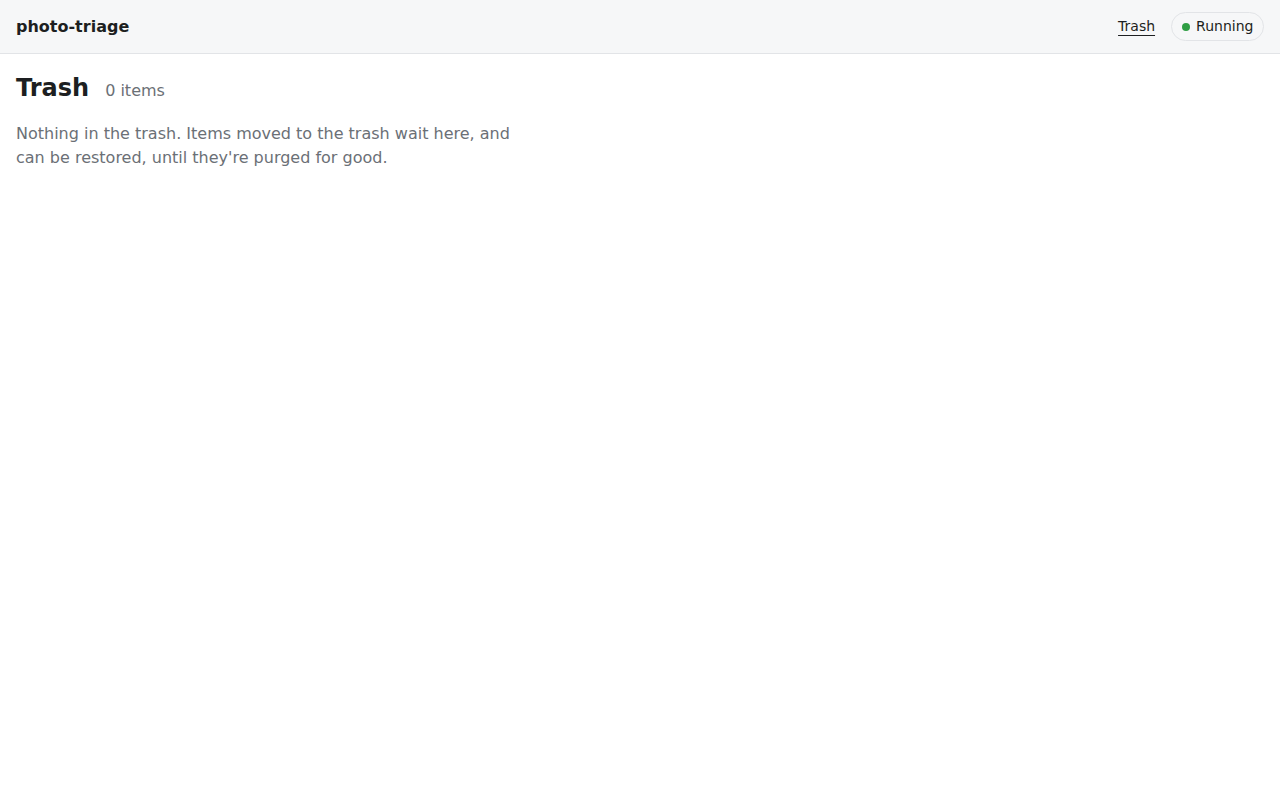 photo-triage
Trash
Running
Trash
0 items
Nothing in the trash. Items moved to the trash wait here, and
can be restored, until they're purged for good.